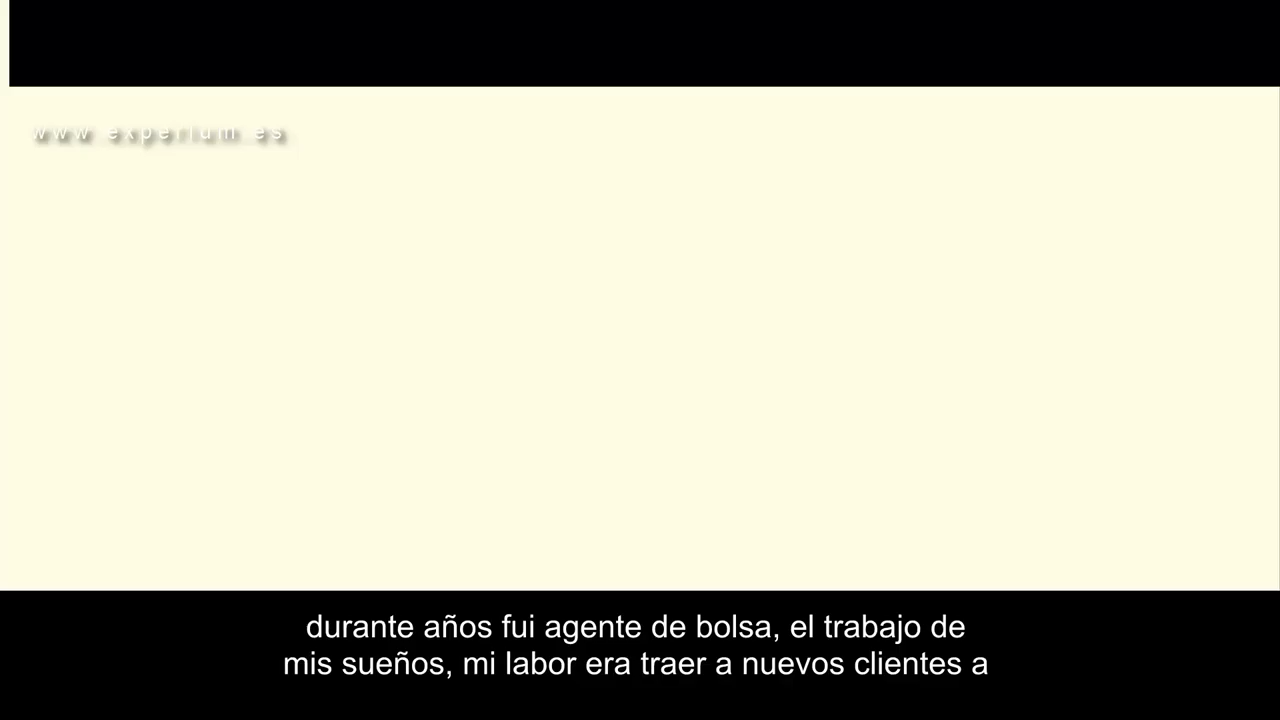 www.experium.es
durante años fui agente de bolsa, el trabajo de
mis sueños, mi labor era traer a nuevos clientes a